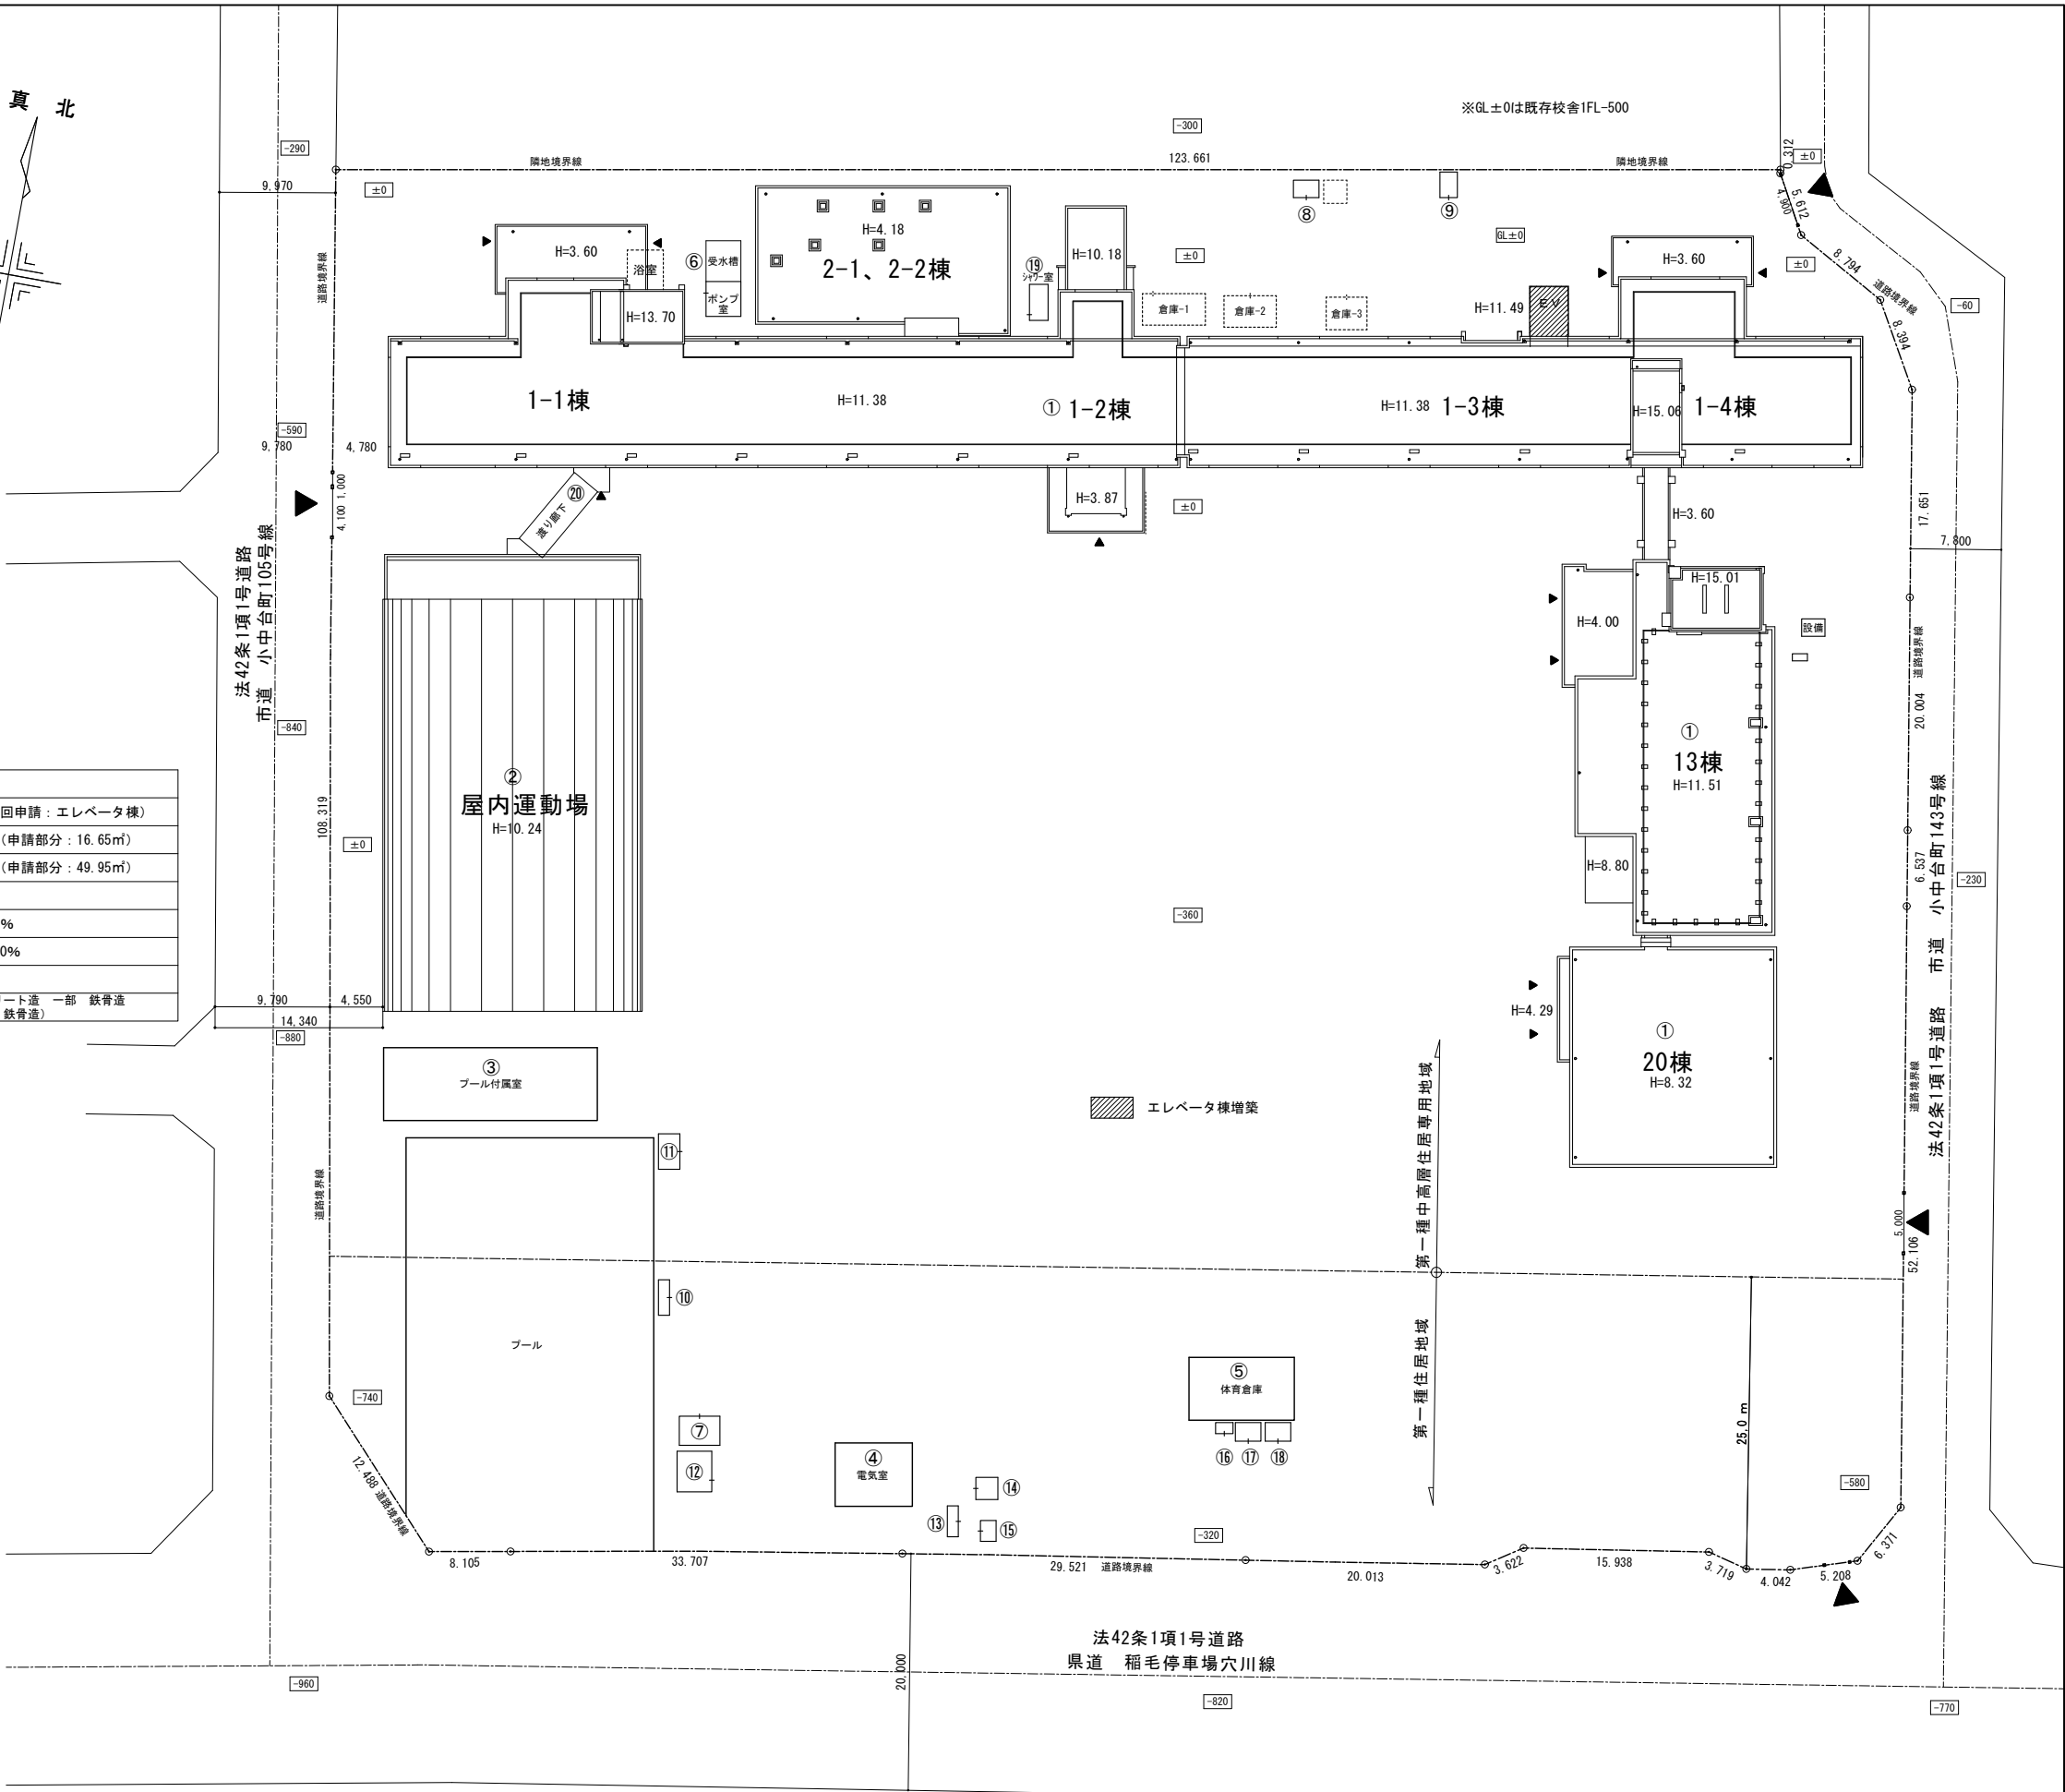 真 北
※GL±0は既存校舎1FL-500
-300
-290
隣地境界線
123.661
隣地境界線
0.312
±0
9,970
±0
4,900
5.612
⑧
⑨
H=4.18
2-1、2-2棟
H=3.60
浴室
⑥
受水槽
ポンプ室
H=10.18
±0
GL±0
H=3.60
±0
8.794
道路境界線
道路境界線
⑲
シャワー室
倉庫-1
倉庫-2
倉庫-3
H=11.49
EV
-60
H=13.70
8.394
1-1棟
H=11.38
① 1-2棟
H=11.38
1-3棟
H=15.06
1-4棟
-590
9,780
4,780
1,000
4,100
⑳
渡り廊下
H=3.87
±0
H=3.60
17.651
7,800
法42条1項1号道路
市道 小中台町105号線
H=15.01
H=4.00
設備
道路境界線
20.004
-840
①
13棟
H=11.51
②
屋内運動場
H=10.24
108.319
±0
回申請：エレベータ棟）
（申請部分：16.65㎡）
（申請部分：49.95㎡）
%
0%
リート造 一部 鉄骨造
鉄骨造）
H=8.80
6.537
-230
-360
法42条1項1号道路 市道 小中台町143号線
9,790
4,550
14,340
-880
H=4.29
①
20棟
H=8.32
③
プール付属室
エレベータ棟増築
第一種中高層住居専用地域
道路境界線
⑪
道路境界線
5.000
52.106
⑩
プール
第一種住居地域
⑤
体育倉庫
-740
25.0 m
⑦
⑯
⑰
⑱
⑫
④
電気室
⑭
-580
12.488
道路境界線
⑬
⑮
-320
8.105
33.707
29.521
道路境界線
20.013
3.622
15.938
3.719
4.042
5.208
6.371
法42条1項1号道路
県道 稲毛停車場穴川線
20,000
-960
-820
-770